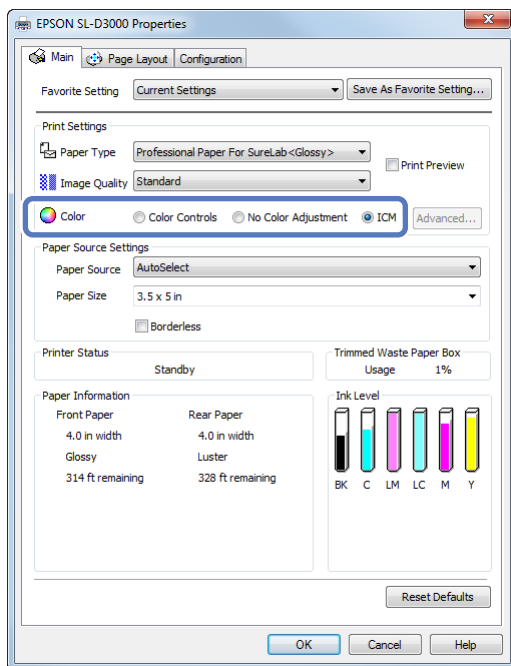 EPSON SL-D3000 Properties
Main Page Layout Configuration
Favorite Setting Current Settings Save As Favorite Setting...
Print Settings
Paper Type Professional Paper For SureLab<Glossy> Print Preview
Image Quality Standard
Color Color Controls No Color Adjustment ICM Advanced...
Paper Source Settings
Paper Source AutoSelect
Paper Size 3.5 x 5 in
Borderless
Printer Status Trimmed Waste Paper Box
Standby Usage 1%
Paper Information Ink Level
Front Paper Rear Paper
4.0 in width 4.0 in width
Glossy Luster
314 ft remaining 328 ft remaining
BK C LM LC M Y
Reset Defaults
OK Cancel Help